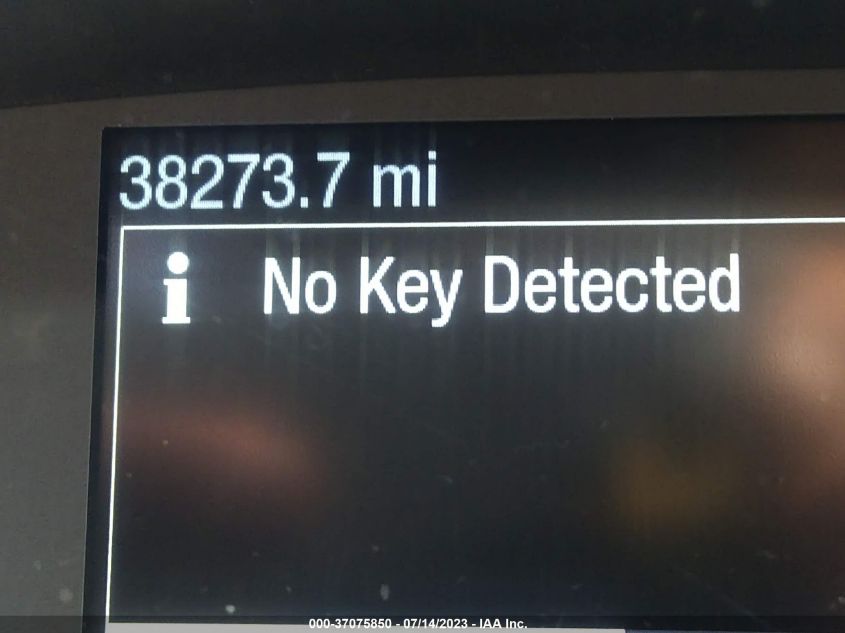 38273.7 mi
i No Key Detected
000-37075850 - 07/14/2023 - IAA Inc.